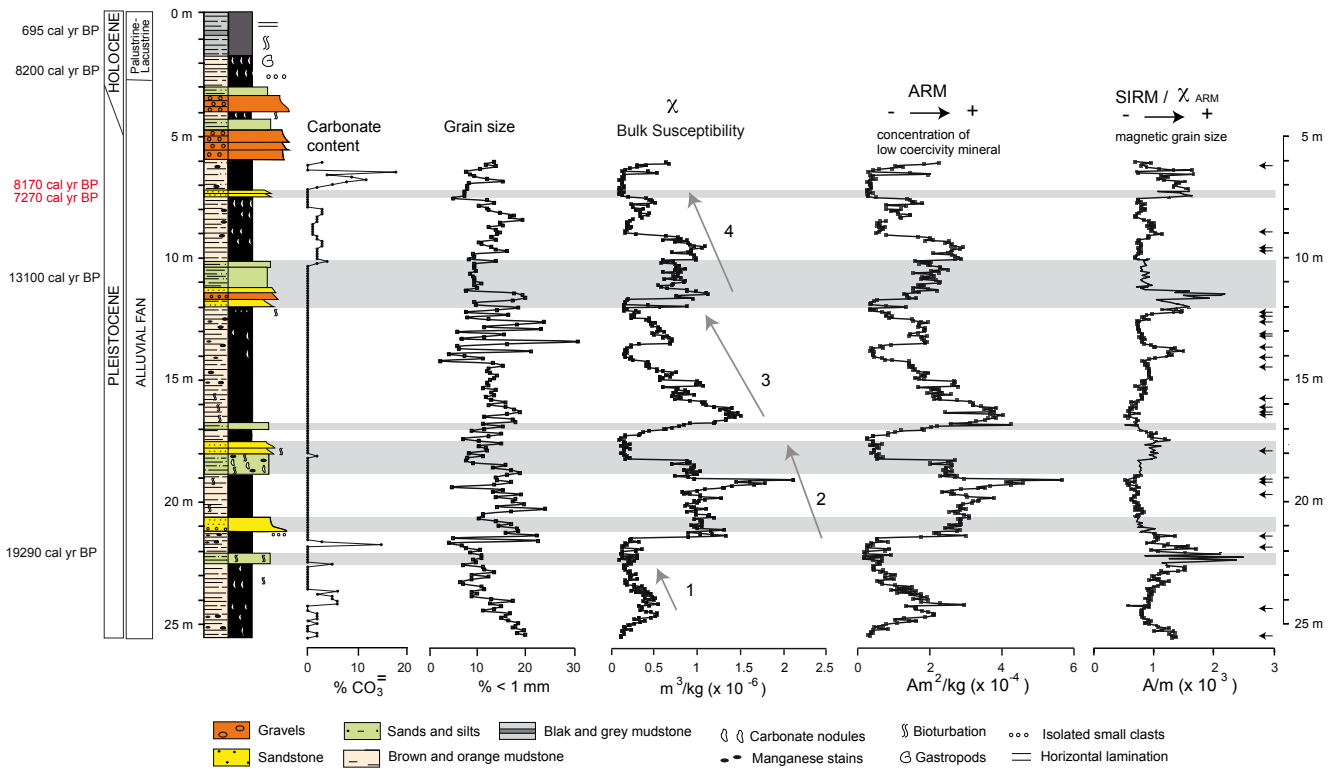 0 m
695 cal yr BP
HOLOCENE
Palustrine-
Lacustrine
8200 cal yr BP
5 m
8170 cal yr BP
7270 cal yr BP
10 m
13100 cal yr BP
PLEISTOCENE
ALLUVIAL FAN
15 m
20 m
19290 cal yr BP
25 m
Carbonate
content
0 10 20
% CO3=
Grain size
0 10 20 30
% < 1 mm
χ
Bulk Susceptibility
4
3
2
1
0 0.5 1 1.5 2 2.5
m3/kg (x 10-6)
ARM
- +
concentration of
low coercivity mineral
0 2 4 6
Am2/kg (x 10-4)
SIRM / χ ARM
- +
magnetic grain size
0 1 2 3
A/m (x 103)
5 m
10 m
15 m
20 m
25 m
Gravels
Sands and silts
Blak and grey mudstone
Carbonate nodules
Bioturbation
Isolated small clasts
Sandstone
Brown and orange mudstone
Manganese stains
Gastropods
Horizontal lamination